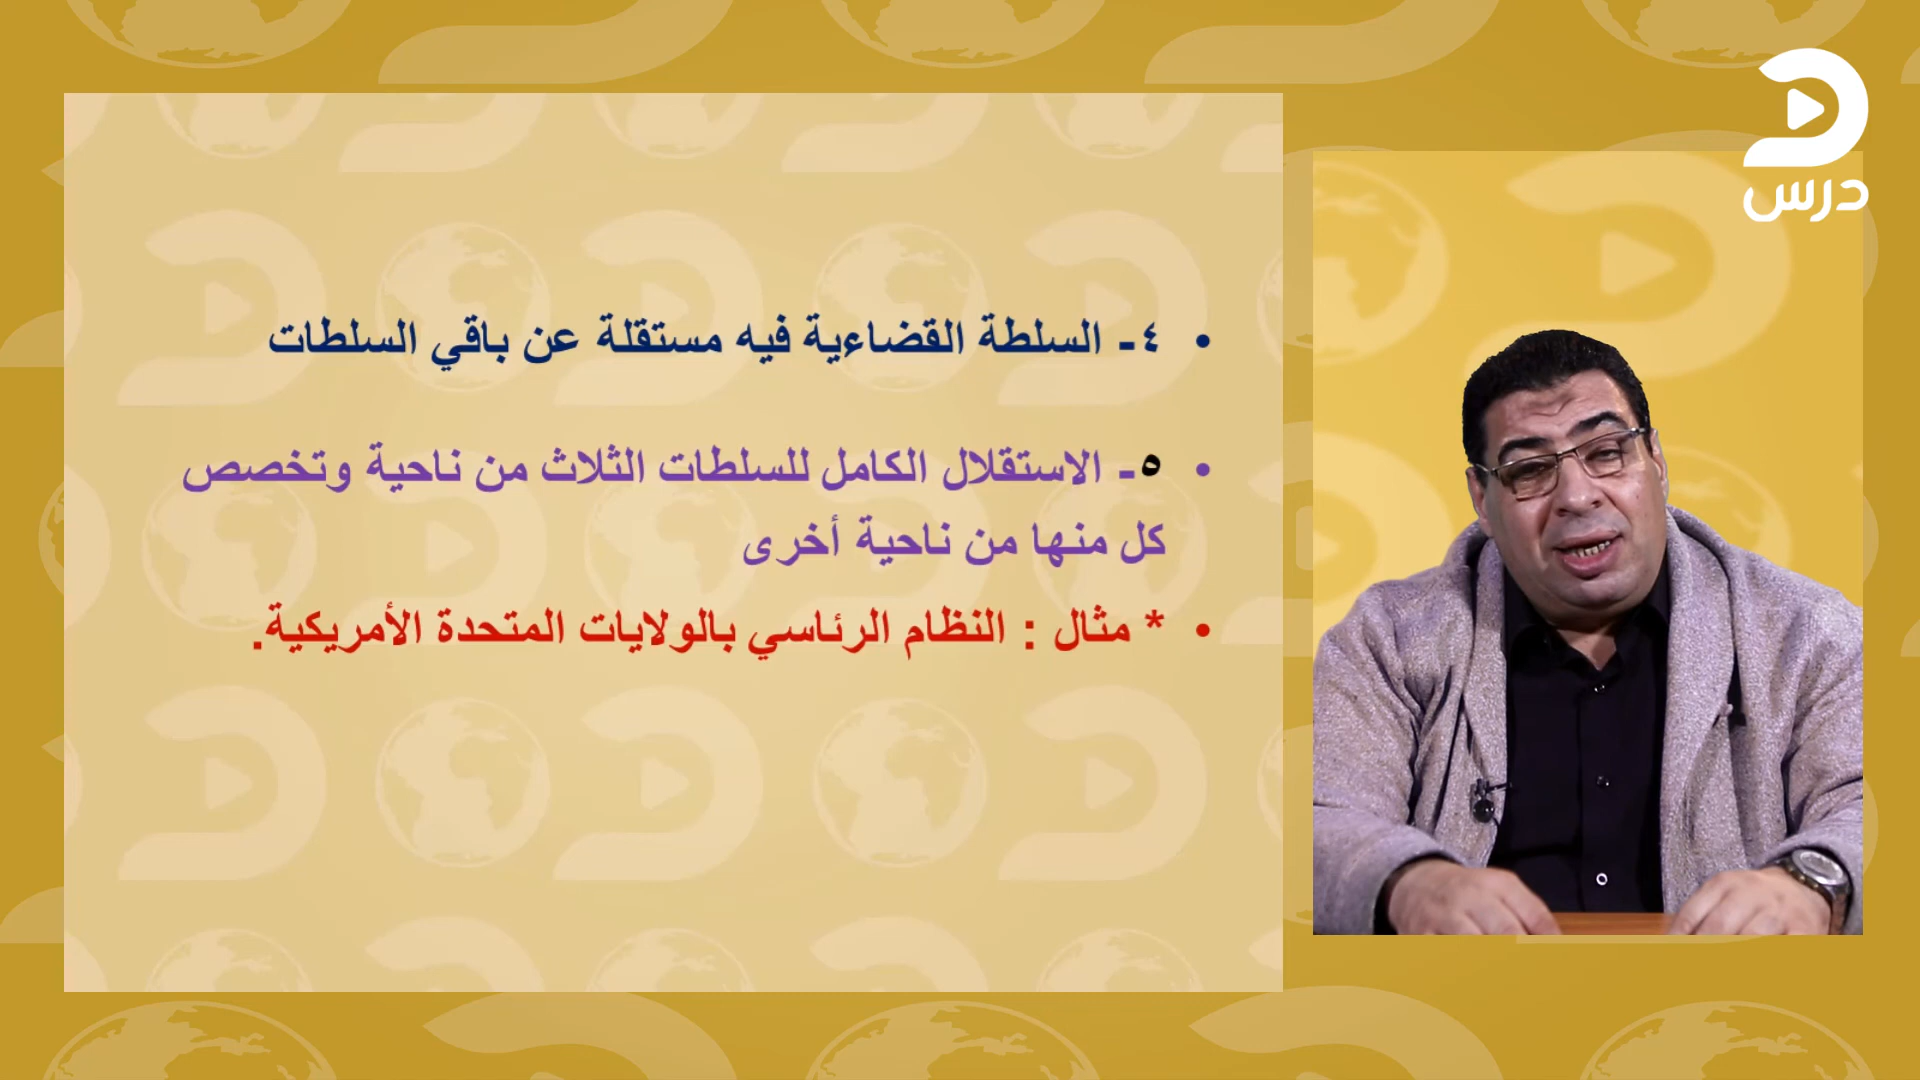 • ٤- السلطة القضاءية فيه مستقلة عن باقي السلطات
• ٥- الاستقلال الكامل للسلطات الثلاث من ناحية وتخصص
كل منها من ناحية أخرى
• * مثال : النظام الرئاسي بالولايات المتحدة الأمريكية.
درس